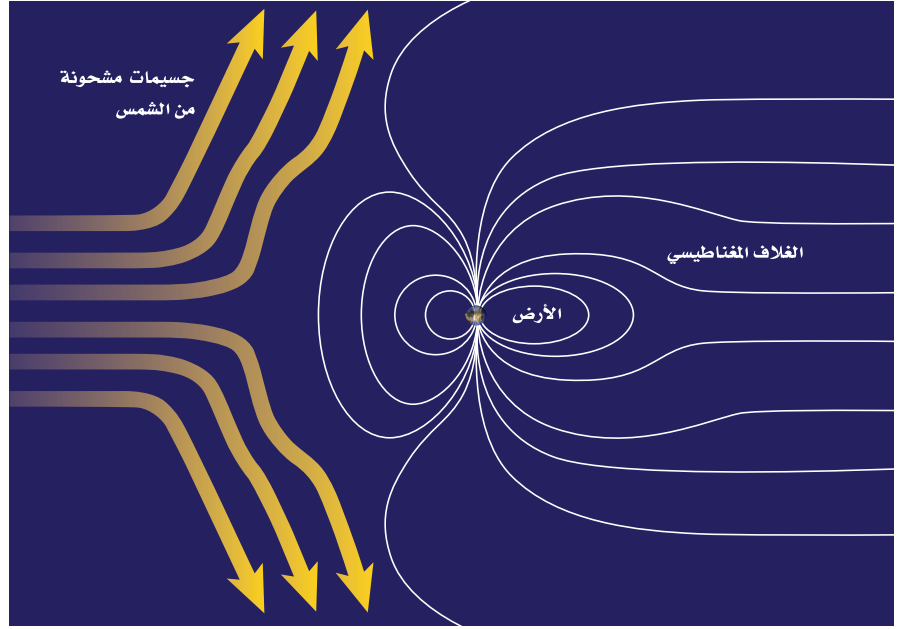 جسيمات مشحونة
من الشمس
الغلاف المغناطيسي
الأرض